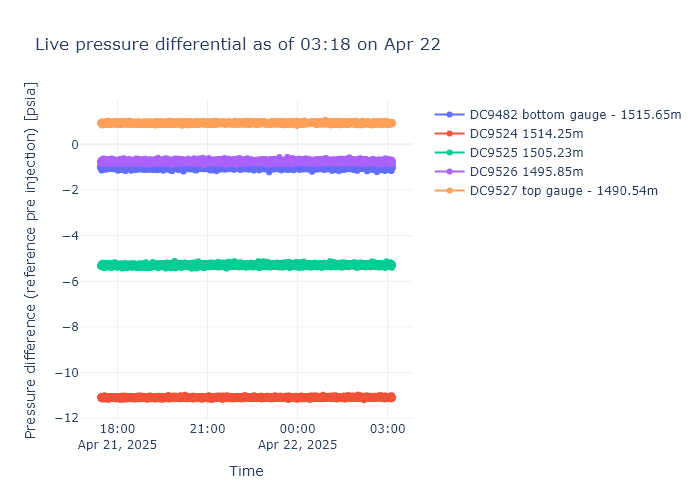 Live pressure differential as of 03:18 on Apr 22
Pressure difference (reference pre injection) [psia]
0
−2
−4
−6
−8
−10
−12
18:00
Apr 21, 2025
21:00
00:00
Apr 22, 2025
03:00
Time
DC9482 bottom gauge - 1515.65m
DC9524 1514.25m
DC9525 1505.23m
DC9526 1495.85m
DC9527 top gauge - 1490.54m